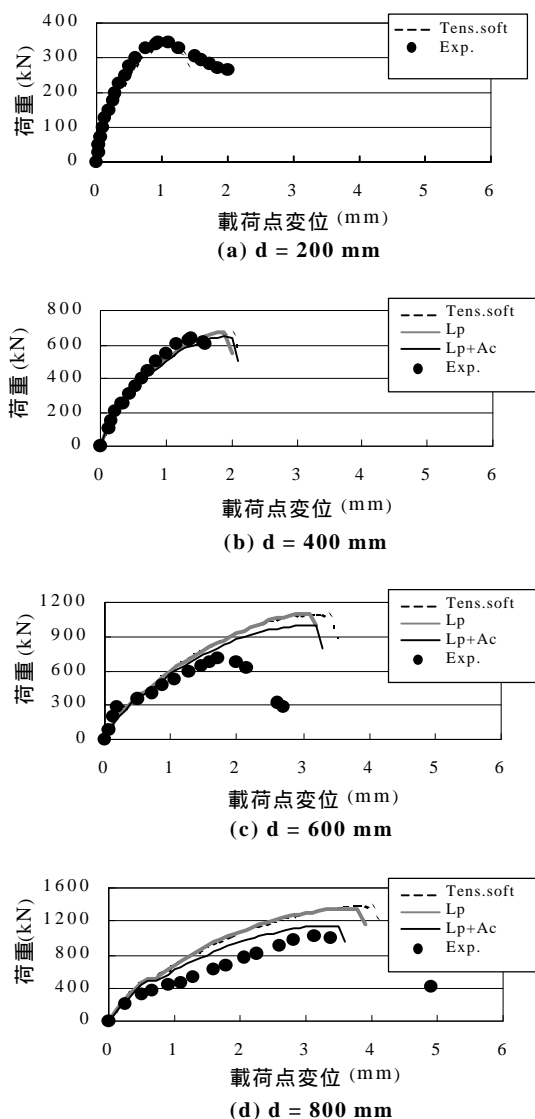 400
300
200
100
0
荷重 (kN)
0 1 2 3 4 5 6
載荷点変位 (mm)
Tens.soft
Exp.
(a) d = 200 mm
800
600
400
200
0
荷重 (kN)
0 1 2 3 4 5 6
載荷点変位 (mm)
Tens.soft
Lp
Lp+Ac
Exp.
(b) d = 400 mm
1200
900
600
300
0
荷重 (kN)
0 1 2 3 4 5 6
載荷点変位 (mm)
Tens.soft
Lp
Lp+Ac
Exp.
(c) d = 600 mm
1600
1200
800
400
0
荷重(kN)
0 1 2 3 4 5 6
載荷点変位 (mm)
Tens.soft
Lp
Lp+Ac
Exp.
(d) d = 800 mm